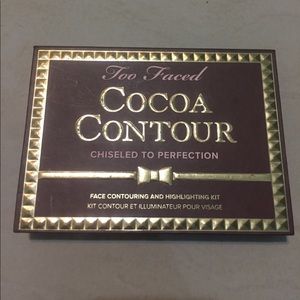 Too Faced
COCOA
CONTOUR
CHISELED TO PERFECTION
FACE CONTOURING AND HIGHLIGHTING KIT
KIT CONTOUR ET ILLUMINATEUR POUR VISAGE